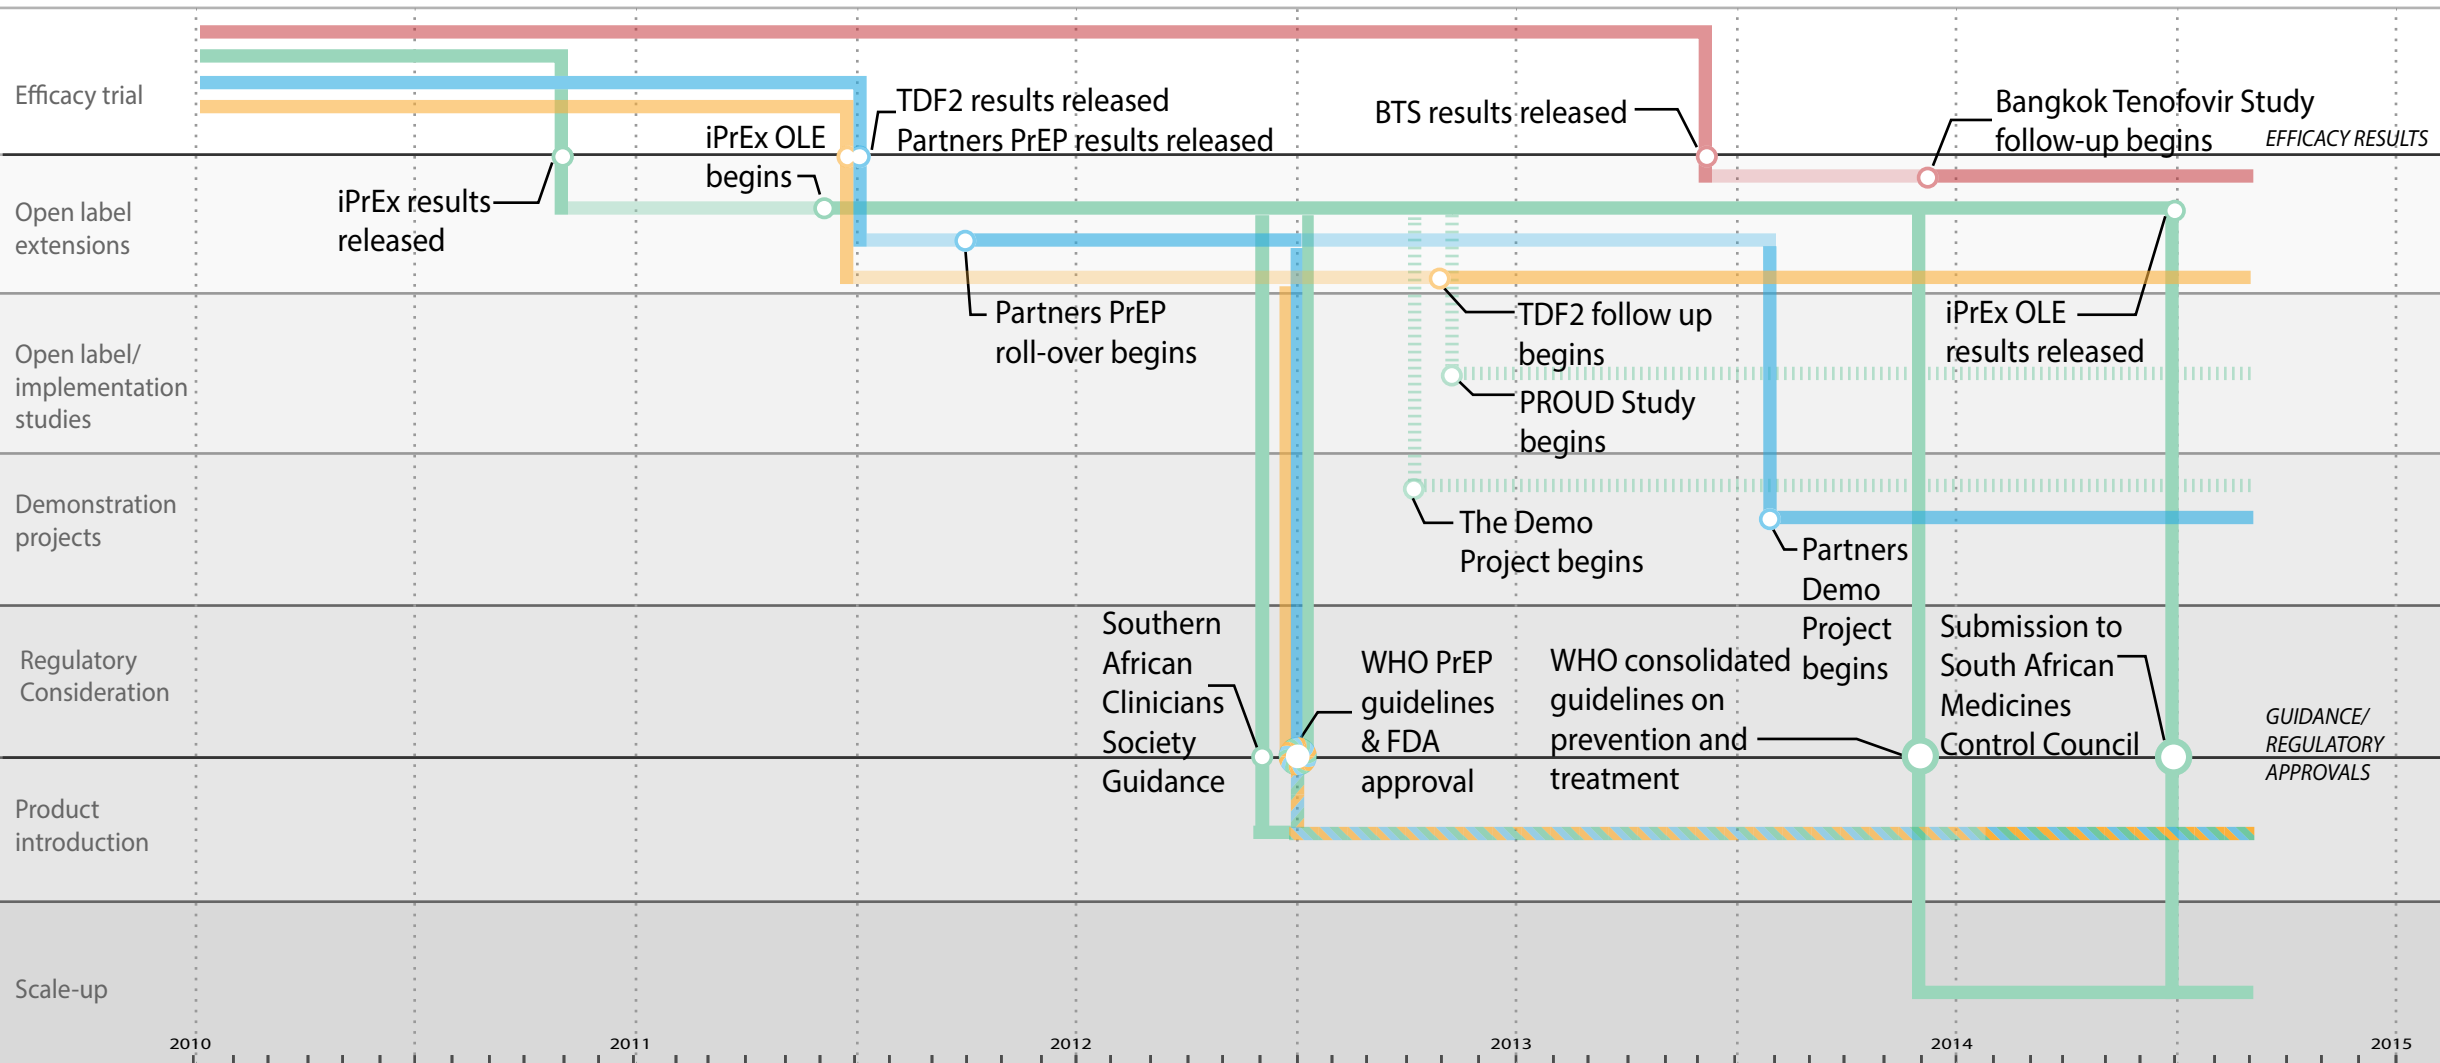 Efficacy trial
TDF2 results released
Partners PrEP results released
iPrEx OLE
begins
BTS results released
Bangkok Tenofovir Study
follow-up begins
EFFICACY RESULTS
Open label
extensions
iPrEx results
released
Partners PrEP
roll-over begins
TDF2 follow up
begins
iPrEx OLE
results released
Open label/
implementation
studies
PROUD Study
begins
Demonstration
projects
The Demo
Project begins
Partners
Demo
Project
begins
Regulatory
Consideration
Southern
African
Clinicians
Society
Guidance
WHO PrEP
guidelines
& FDA
approval
WHO consolidated
guidelines on
prevention and
treatment
Submission to
South African
Medicines
Control Council
GUIDANCE/
REGULATORY
APPROVALS
Product
introduction
Scale-up
2010
2011
2012
2013
2014
2015